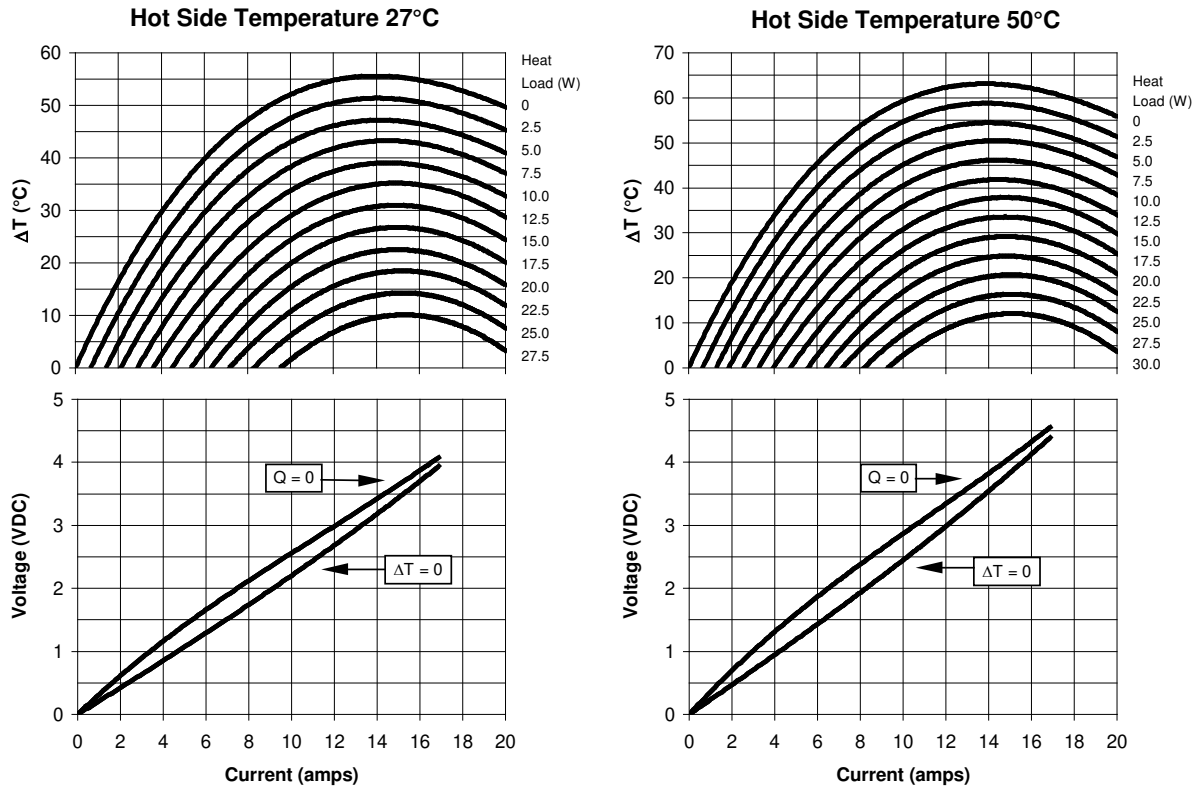 Hot Side Temperature 27°C
60
50
40
30
20
10
0
ΔT (°C)
Heat
Load (W)
0
2.5
5.0
7.5
10.0
12.5
15.0
17.5
20.0
22.5
25.0
27.5
5
4
3
2
1
0
Voltage (VDC)
Q = 0
ΔT = 0
0 2 4 6 8 10 12 14 16 18 20
Current (amps)
Hot Side Temperature 50°C
70
60
50
40
30
20
10
0
ΔT (°C)
Heat
Load (W)
0
2.5
5.0
7.5
10.0
12.5
15.0
17.5
20.0
22.5
25.0
27.5
30.0
5
4
3
2
1
0
Voltage (VDC)
Q = 0
ΔT = 0
0 2 4 6 8 10 12 14 16 18 20
Current (amps)